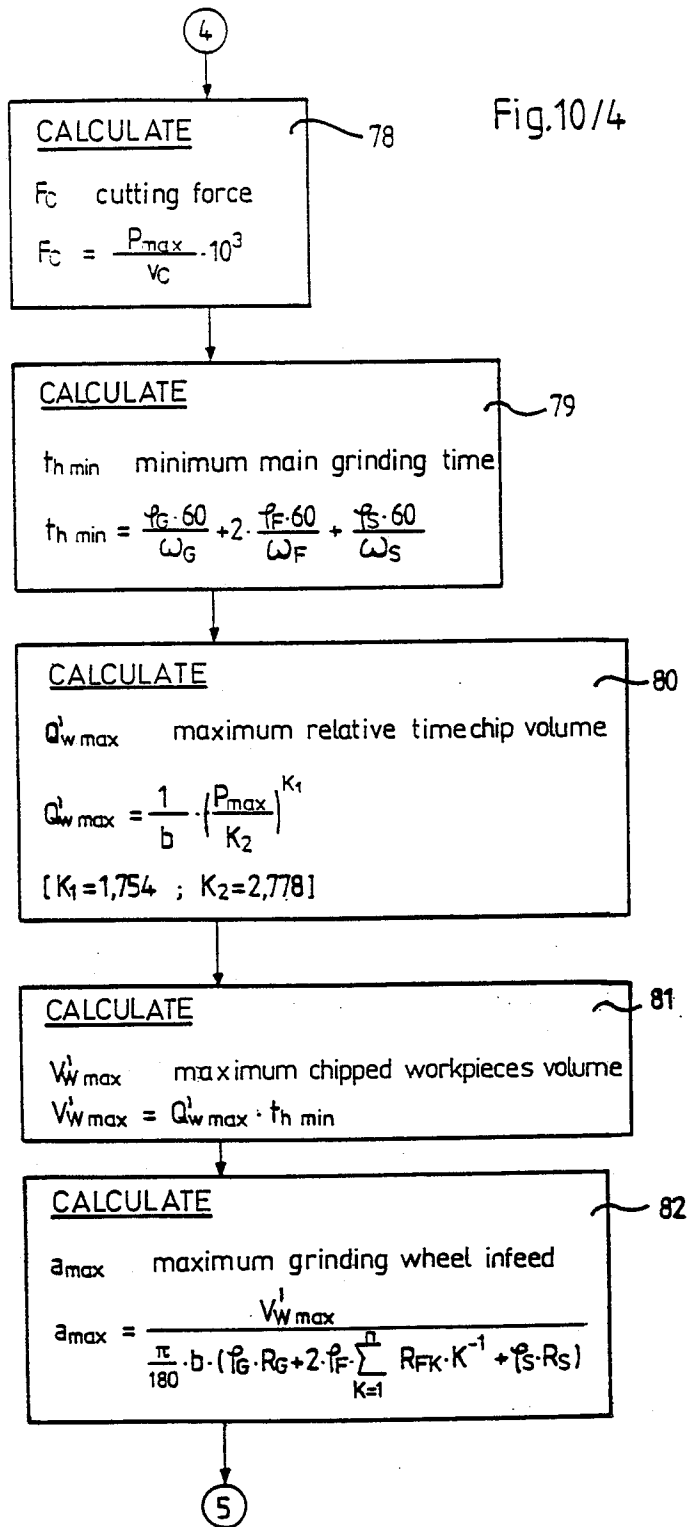 4
Fig.10/4
CALCULATE
78
Fc cutting force
Fc = Pmax / vc · 10³
CALCULATE
79
th min minimum main grinding time
th min = φG · 60 / ωG + 2 · φF · 60 / ωF + φS · 60 / ωS
CALCULATE
80
Q'w max maximum relative timechip volume
Q'w max = 1 / b · (Pmax / K2)^K1
[K1=1,754 ; K2=2,778]
CALCULATE
81
V'W max maximum chipped workpieces volume
V'W max = Q'w max · th min
CALCULATE
82
amax maximum grinding wheel infeed
amax = V'W max / π/180 · b · (φG · RG + 2 · φF · ∑ n K=1 RFK · K⁻¹ + φS · RS)
5